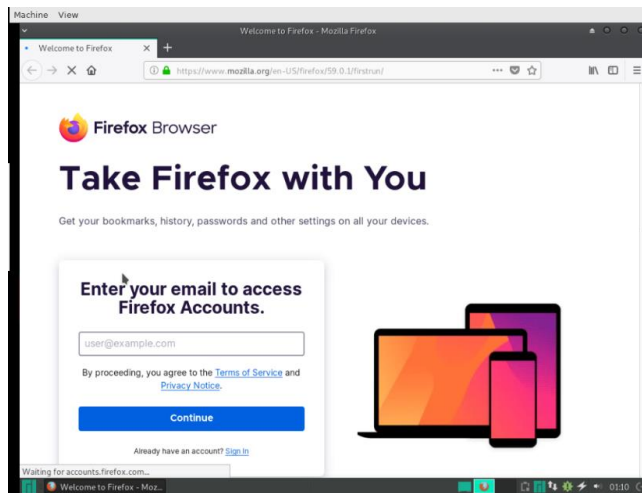 Machine View
Welcome to Firefox - Mozilla Firefox
Welcome to Firefox
https://www.mozilla.org/en-US/firefox/59.0.1/firstrun/
Firefox Browser
Take Firefox with You
Get your bookmarks, history, passwords and other settings on all your devices.
Enter your email to access
Firefox Accounts.
user@example.com
By proceeding, you agree to the Terms of Service and
Privacy Notice.
Continue
Already have an account? Sign In
Waiting for accounts.firefox.com...
Welcome to Firefox - Moz...
01:10